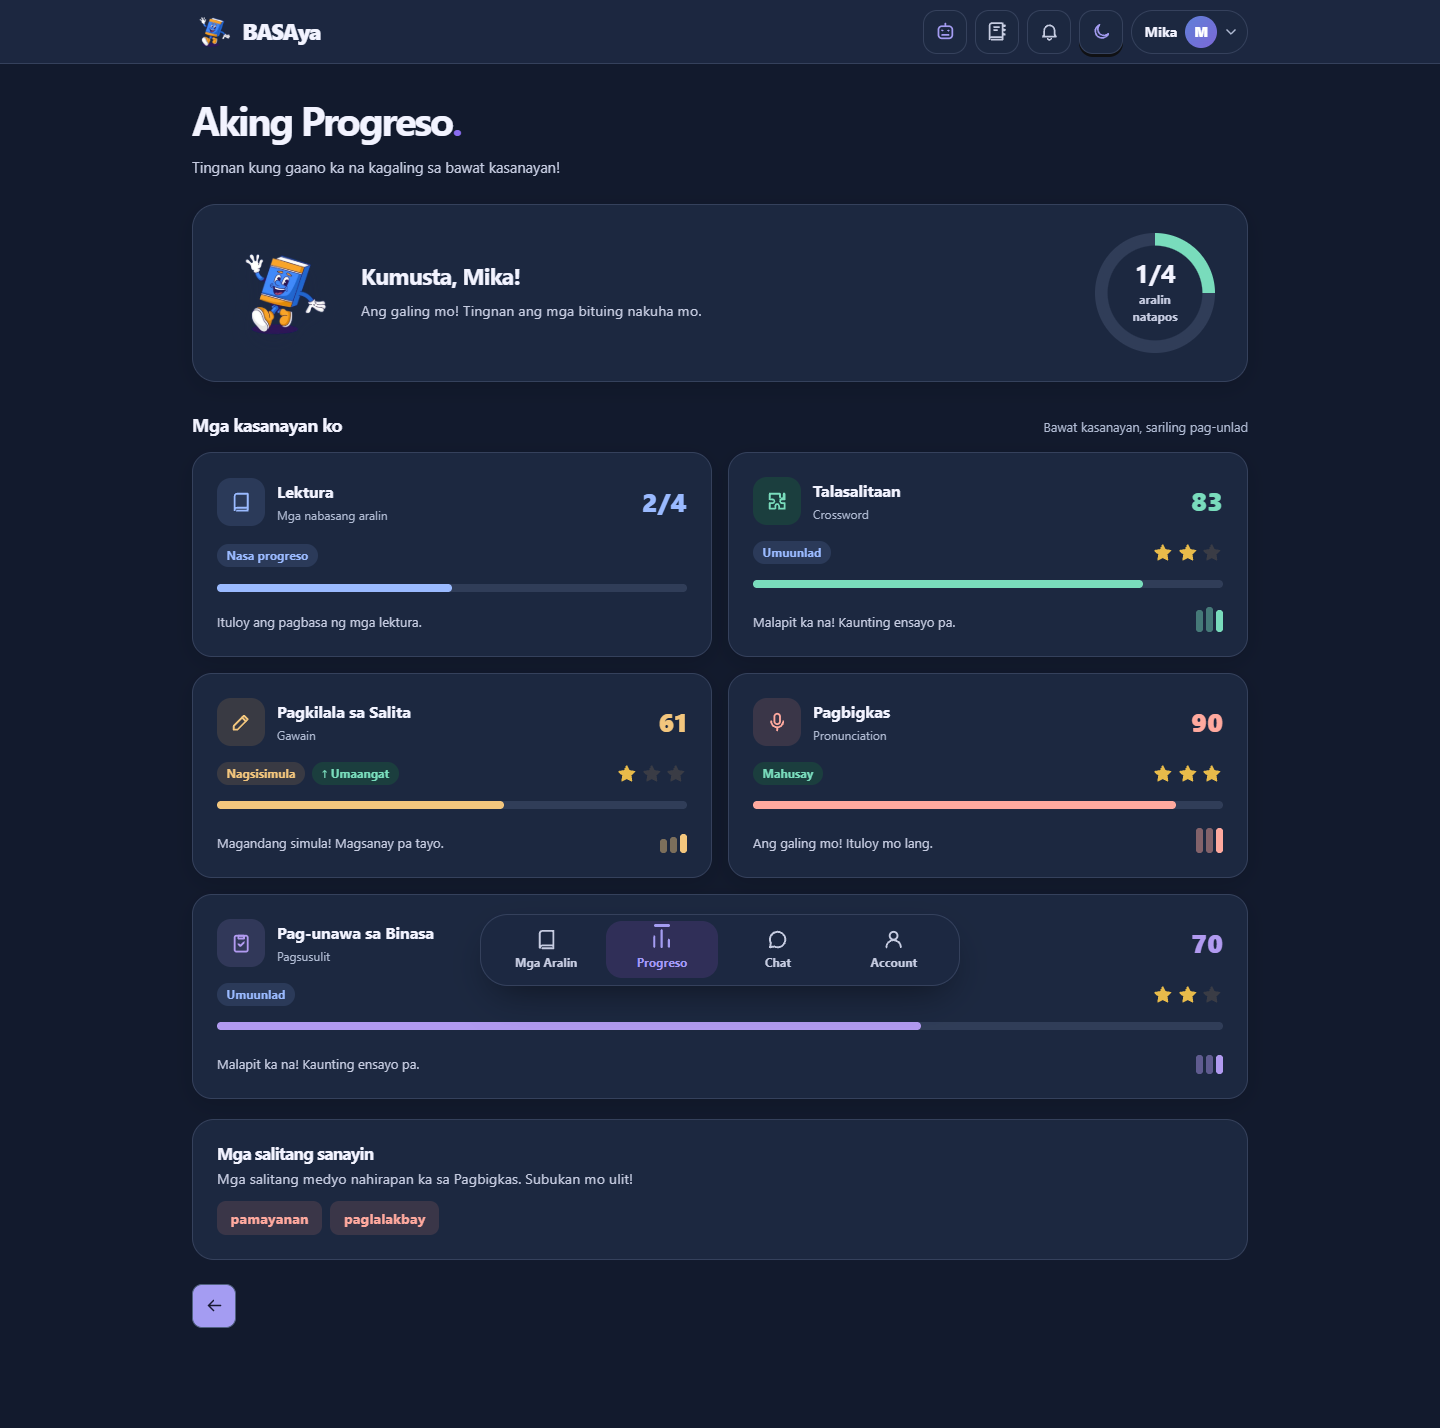 BASAya
Mika
M
Aking Progreso.
Tingnan kung gaano ka na kagaling sa bawat kasanayan!
Kumusta, Mika!
Ang galing mo! Tingnan ang mga bituing nakuha mo.
1/4
aralin
natapos
Mga kasanayan ko
Bawat kasanayan, sariling pag-unlad
Lektura
Mga nabasang aralin
2/4
Nasa progreso
Ituloy ang pagbasa ng mga lektura.
Talasalitaan
Crossword
83
Umuunlad
Malapit ka na! Kaunting ensayo pa.
Pagkilala sa Salita
Gawain
61
Nagsisimula
↑ Umaangat
Magandang simula! Magsanay pa tayo.
Pagbigkas
Pronunciation
90
Mahusay
Ang galing mo! Ituloy mo lang.
Pag-unawa sa Binasa
Pagsusulit
70
Umuunlad
Malapit ka na! Kaunting ensayo pa.
Mga Aralin
Progreso
Chat
Account
Mga salitang sanayin
Mga salitang medyo nahirapan ka sa Pagbigkas. Subukan mo ulit!
pamayanan
paglalakbay